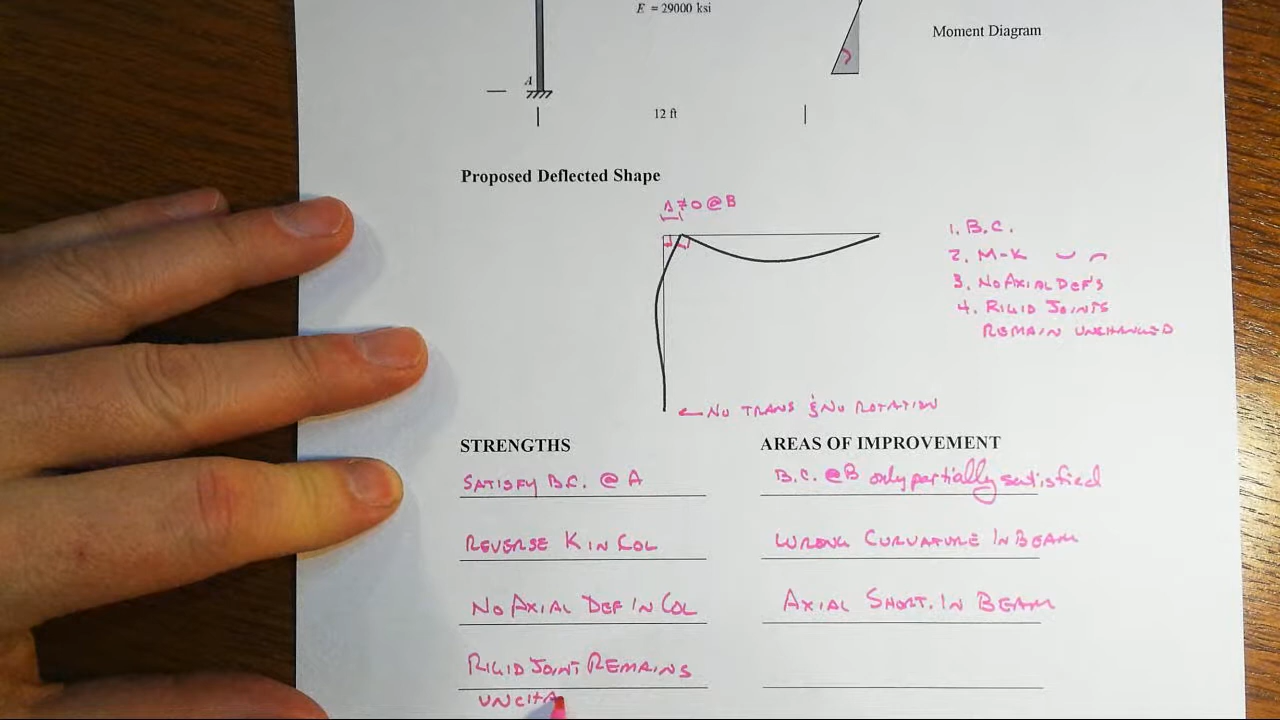 E = 29000 ksi
Moment Diagram
A
12 ft
Proposed Deflected Shape
Δ≠0 @ B
1. B.C.
2. M-K
3. NO AXIAL DEF'S
4. RIGID JOINTS
REMAIN UNCHANGED
← NO TRANS & NO ROTATION
STRENGTHS
AREAS OF IMPROVEMENT
SATISFY B.C. @ A
B.C. @ B only partially satisfied
REVERSE K IN COL
WRONG CURVATURE IN BEAM
NO AXIAL DEF IN COL
AXIAL SHORT. IN BEAM
RIGID JOINT REMAINS
UNCHA